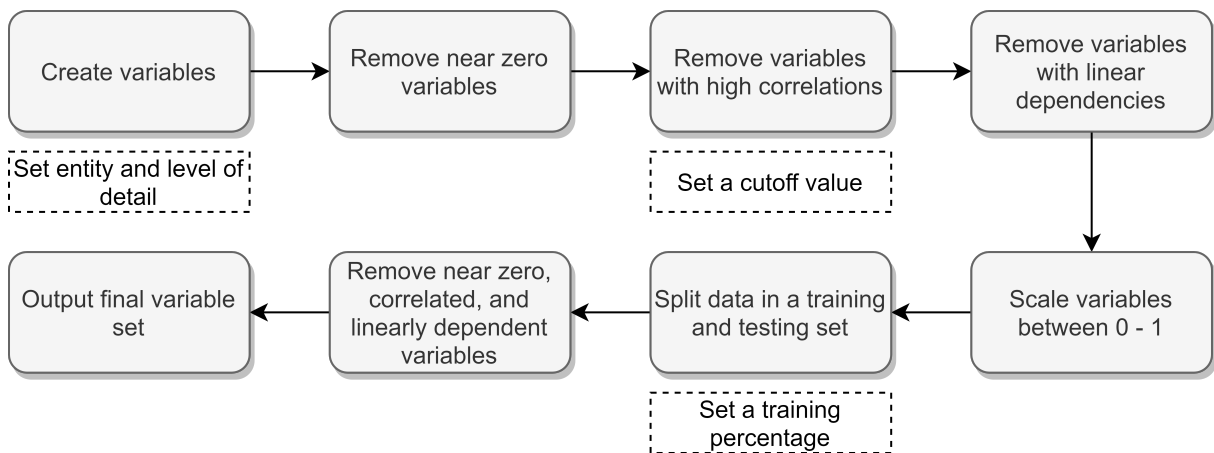 Create variables
Remove near zero
variables
Remove variables
with high correlations
Remove variables
with linear
dependencies
Set entity and level of
detail
Set a cutoff value
Output final variable
set
Remove near zero,
correlated, and
linearly dependent
variables
Split data in a training
and testing set
Scale variables
between 0 - 1
Set a training
percentage